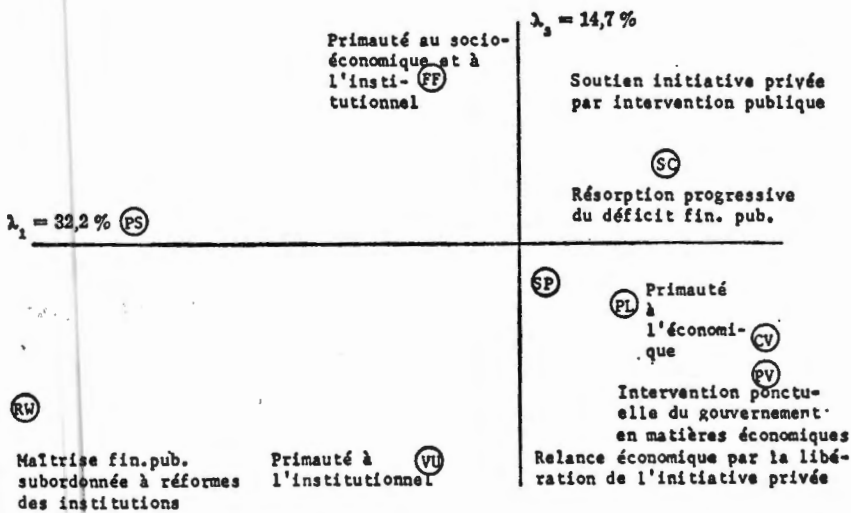 λ₃ = 14,7 %
Primauté au socio-
économique et à
l'insti- FF
tutionnel
Soutien initiative privée
par intervention publique
SC
Résorption progressive
du déficit fin. pub.
λ₁ = 32,2 % PS
SP
PL Primauté
à
l'économi- CV
que
PV
Intervention ponctu-
elle du gouvernement
en matières économiques
RW
Maîtrise fin.pub.
subordonnée à réformes
des institutions
Primauté à VU
l'institutionnel
Relance économique par la libé-
ration de l'initiative privée